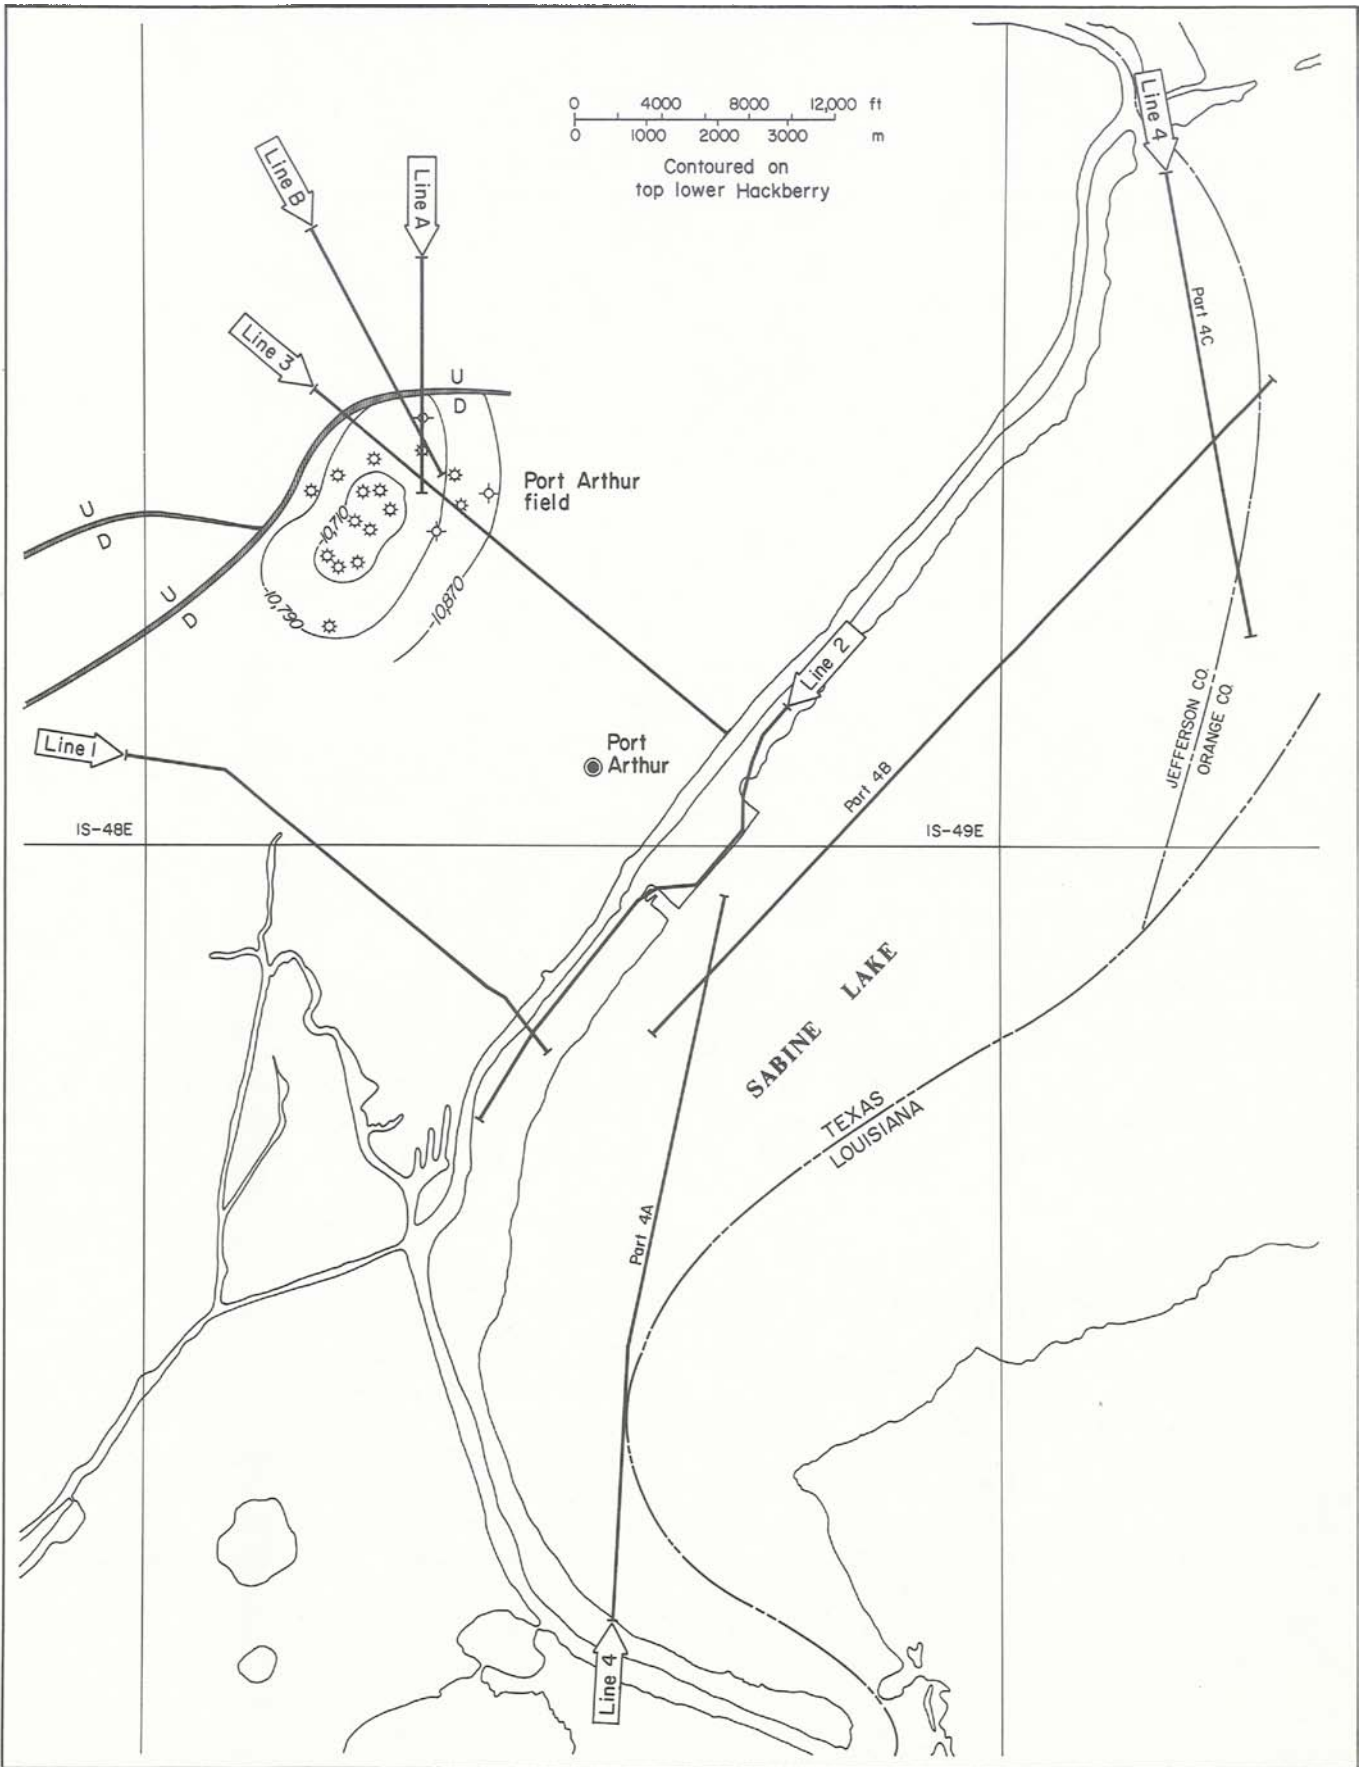 0 4000 8000 12,000 ft
0 1000 2000 3000 m
Contoured on
top lower Hackberry
Line 4
Line B
Line A
Line 3
Part 4C
U
D
Port Arthur
field
U
D
-10,710
U
D
-10,790
-10,870
Line 2
JEFFERSON CO.
ORANGE CO.
Line 1
Port
Arthur
Part 4B
IS-48E
IS-49E
SABINE LAKE
TEXAS
LOUISIANA
Part 4A
Line 4